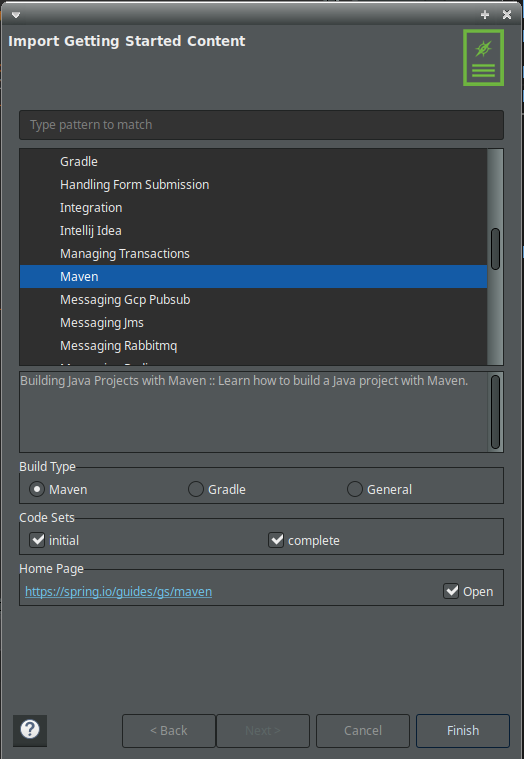 Import Getting Started Content
Type pattern to match
Gradle
Handling Form Submission
Integration
Intellij Idea
Managing Transactions
Maven
Messaging Gcp Pubsub
Messaging Jms
Messaging Rabbitmq
Building Java Projects with Maven :: Learn how to build a Java project with Maven.
Build Type
Maven Gradle General
Code Sets
initial complete
Home Page
https://spring.io/guides/gs/maven Open
? < Back Next > Cancel Finish